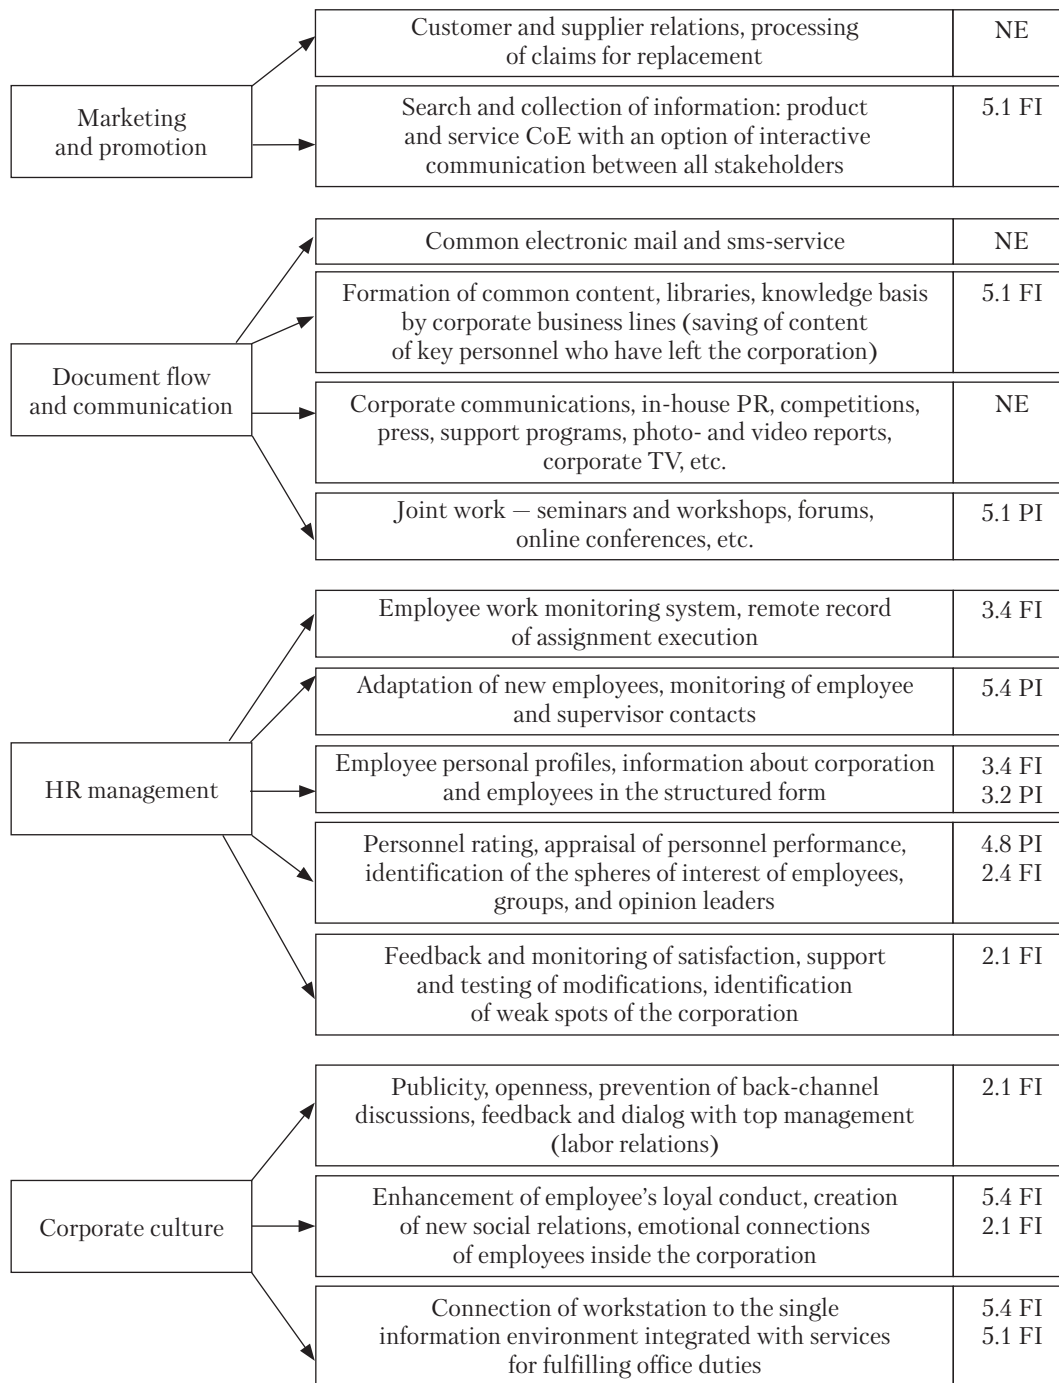 Marketing
and promotion
Customer and supplier relations, processing
of claims for replacement
NE
Search and collection of information: product
and service CoE with an option of interactive
communication between all stakeholders
5.1 FI
Document flow
and communication
Common electronic mail and sms-service
NE
Formation of common content, libraries, knowledge basis
by corporate business lines (saving of content
of key personnel who have left the corporation)
5.1 FI
Corporate communications, in-house PR, competitions,
press, support programs, photo- and video reports,
corporate TV, etc.
NE
Joint work — seminars and workshops, forums,
online conferences, etc.
5.1 PI
HR management
Employee work monitoring system, remote record
of assignment execution
3.4 FI
Adaptation of new employees, monitoring of employee
and supervisor contacts
5.4 PI
Employee personal profiles, information about corporation
and employees in the structured form
3.4 FI
3.2 PI
Personnel rating, appraisal of personnel performance,
identification of the spheres of interest of employees,
groups, and opinion leaders
4.8 PI
2.4 FI
Feedback and monitoring of satisfaction, support
and testing of modifications, identification
of weak spots of the corporation
2.1 FI
Corporate culture
Publicity, openness, prevention of back-channel
discussions, feedback and dialog with top management
(labor relations)
2.1 FI
Enhancement of employee's loyal conduct, creation
of new social relations, emotional connections
of employees inside the corporation
5.4 FI
2.1 FI
Connection of workstation to the single
information environment integrated with services
for fulfilling office duties
5.4 FI
5.1 FI